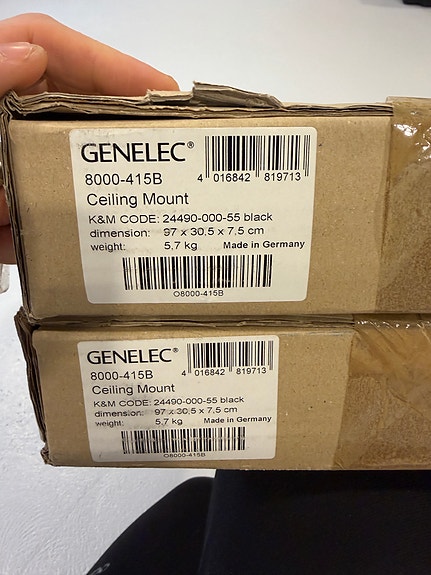 GENELEC®
4 016842 819713
8000-415B
Ceiling Mount
K&M CODE: 24490-000-55 black
dimension: 97 x 30.5 x 7.5 cm
weight: 5.7 kg Made in Germany
O8000-415B
GENELEC®
4 016842 819713
8000-415B
Ceiling Mount
K&M CODE: 24490-000-55 black
dimension: 97 x 30.5 x 7.5 cm
weight: 5.7 kg Made in Germany
O8000-415B